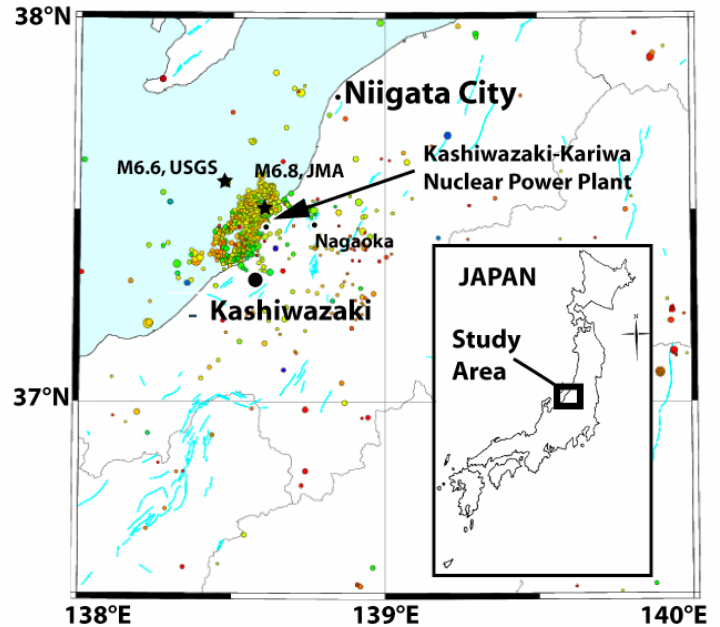 38°N
Niigata City
M6.6, USGS
M6.8, JMA
Kashiwazaki-Kariwa
Nuclear Power Plant
Nagaoka
Kashiwazaki
JAPAN
N
Study
Area
37°N
138°E
139°E
140°E